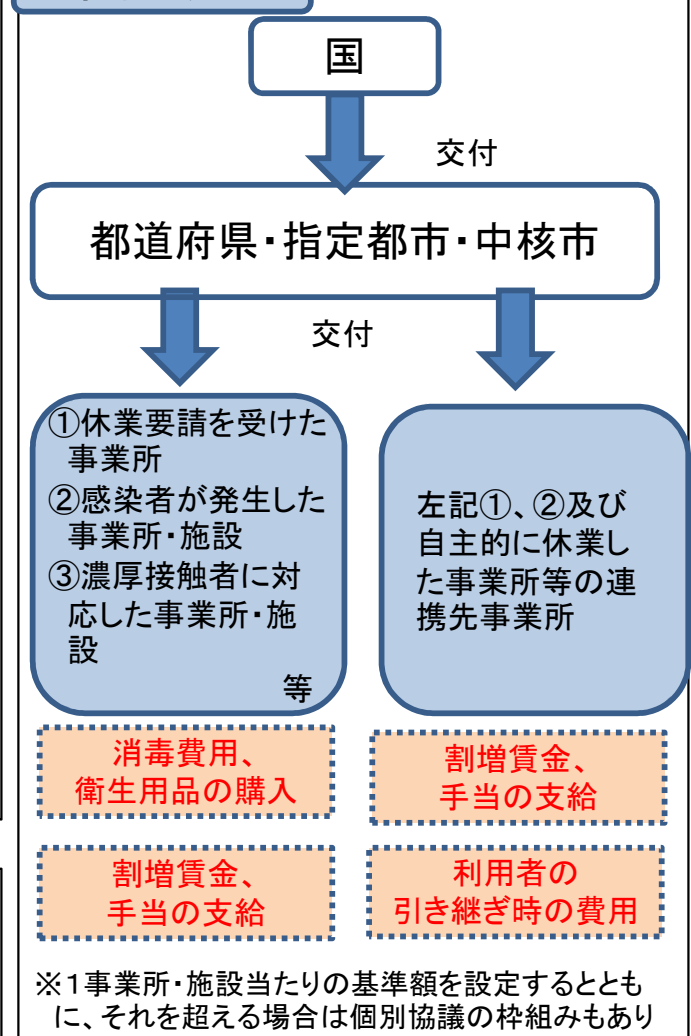 国
交付
都道府県・指定都市・中核市
交付
①休業要請を受けた
事業所
②感染者が発生した
事業所・施設
③濃厚接触者に対
応した事業所・施
設
等
左記①、②及び
自主的に休業し
た事業所等の連
携先事業所
消毒費用、
衛生用品の購入
割増賃金、
手当の支給
割増賃金、
手当の支給
利用者の
引き継ぎ時の費用
※１事業所・施設当たりの基準額を設定するととも
に、それを超える場合は個別協議の枠組みもあり